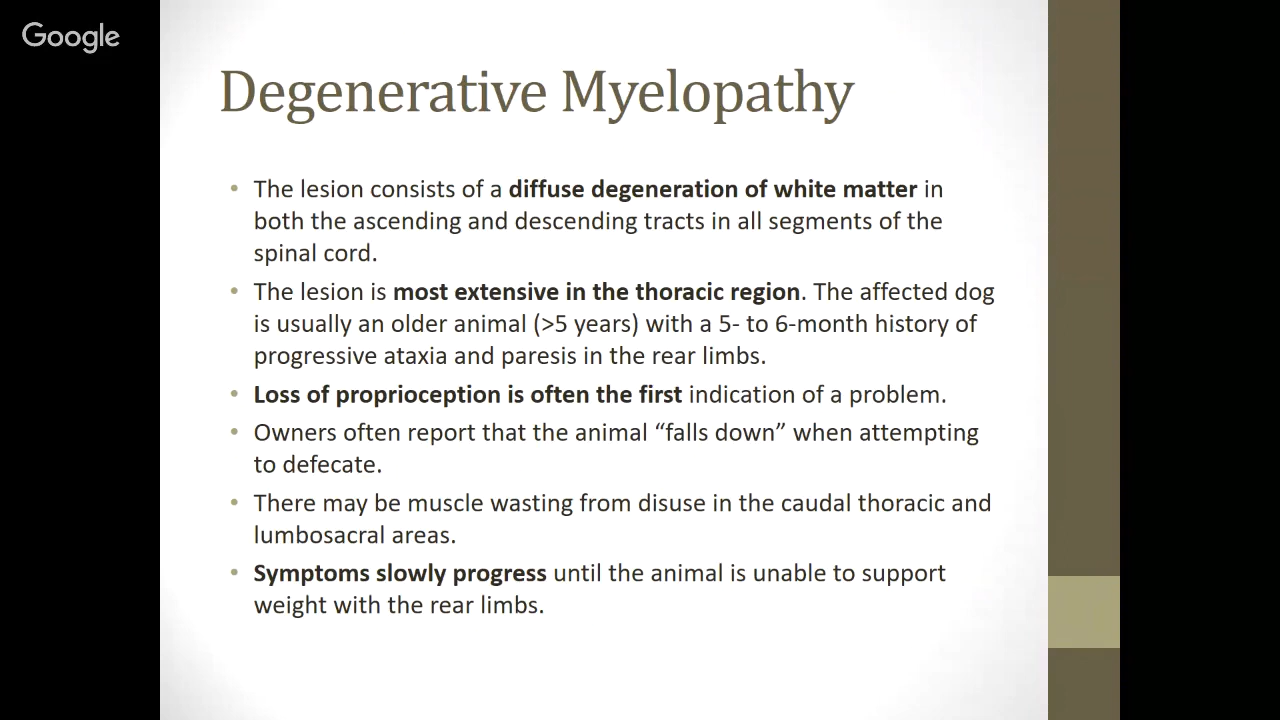 Google
Degenerative Myelopathy
• The lesion consists of a diffuse degeneration of white matter in
both the ascending and descending tracts in all segments of the
spinal cord.
• The lesion is most extensive in the thoracic region. The affected dog
is usually an older animal (>5 years) with a 5- to 6-month history of
progressive ataxia and paresis in the rear limbs.
• Loss of proprioception is often the first indication of a problem.
• Owners often report that the animal “falls down” when attempting
to defecate.
• There may be muscle wasting from disuse in the caudal thoracic and
lumbosacral areas.
• Symptoms slowly progress until the animal is unable to support
weight with the rear limbs.